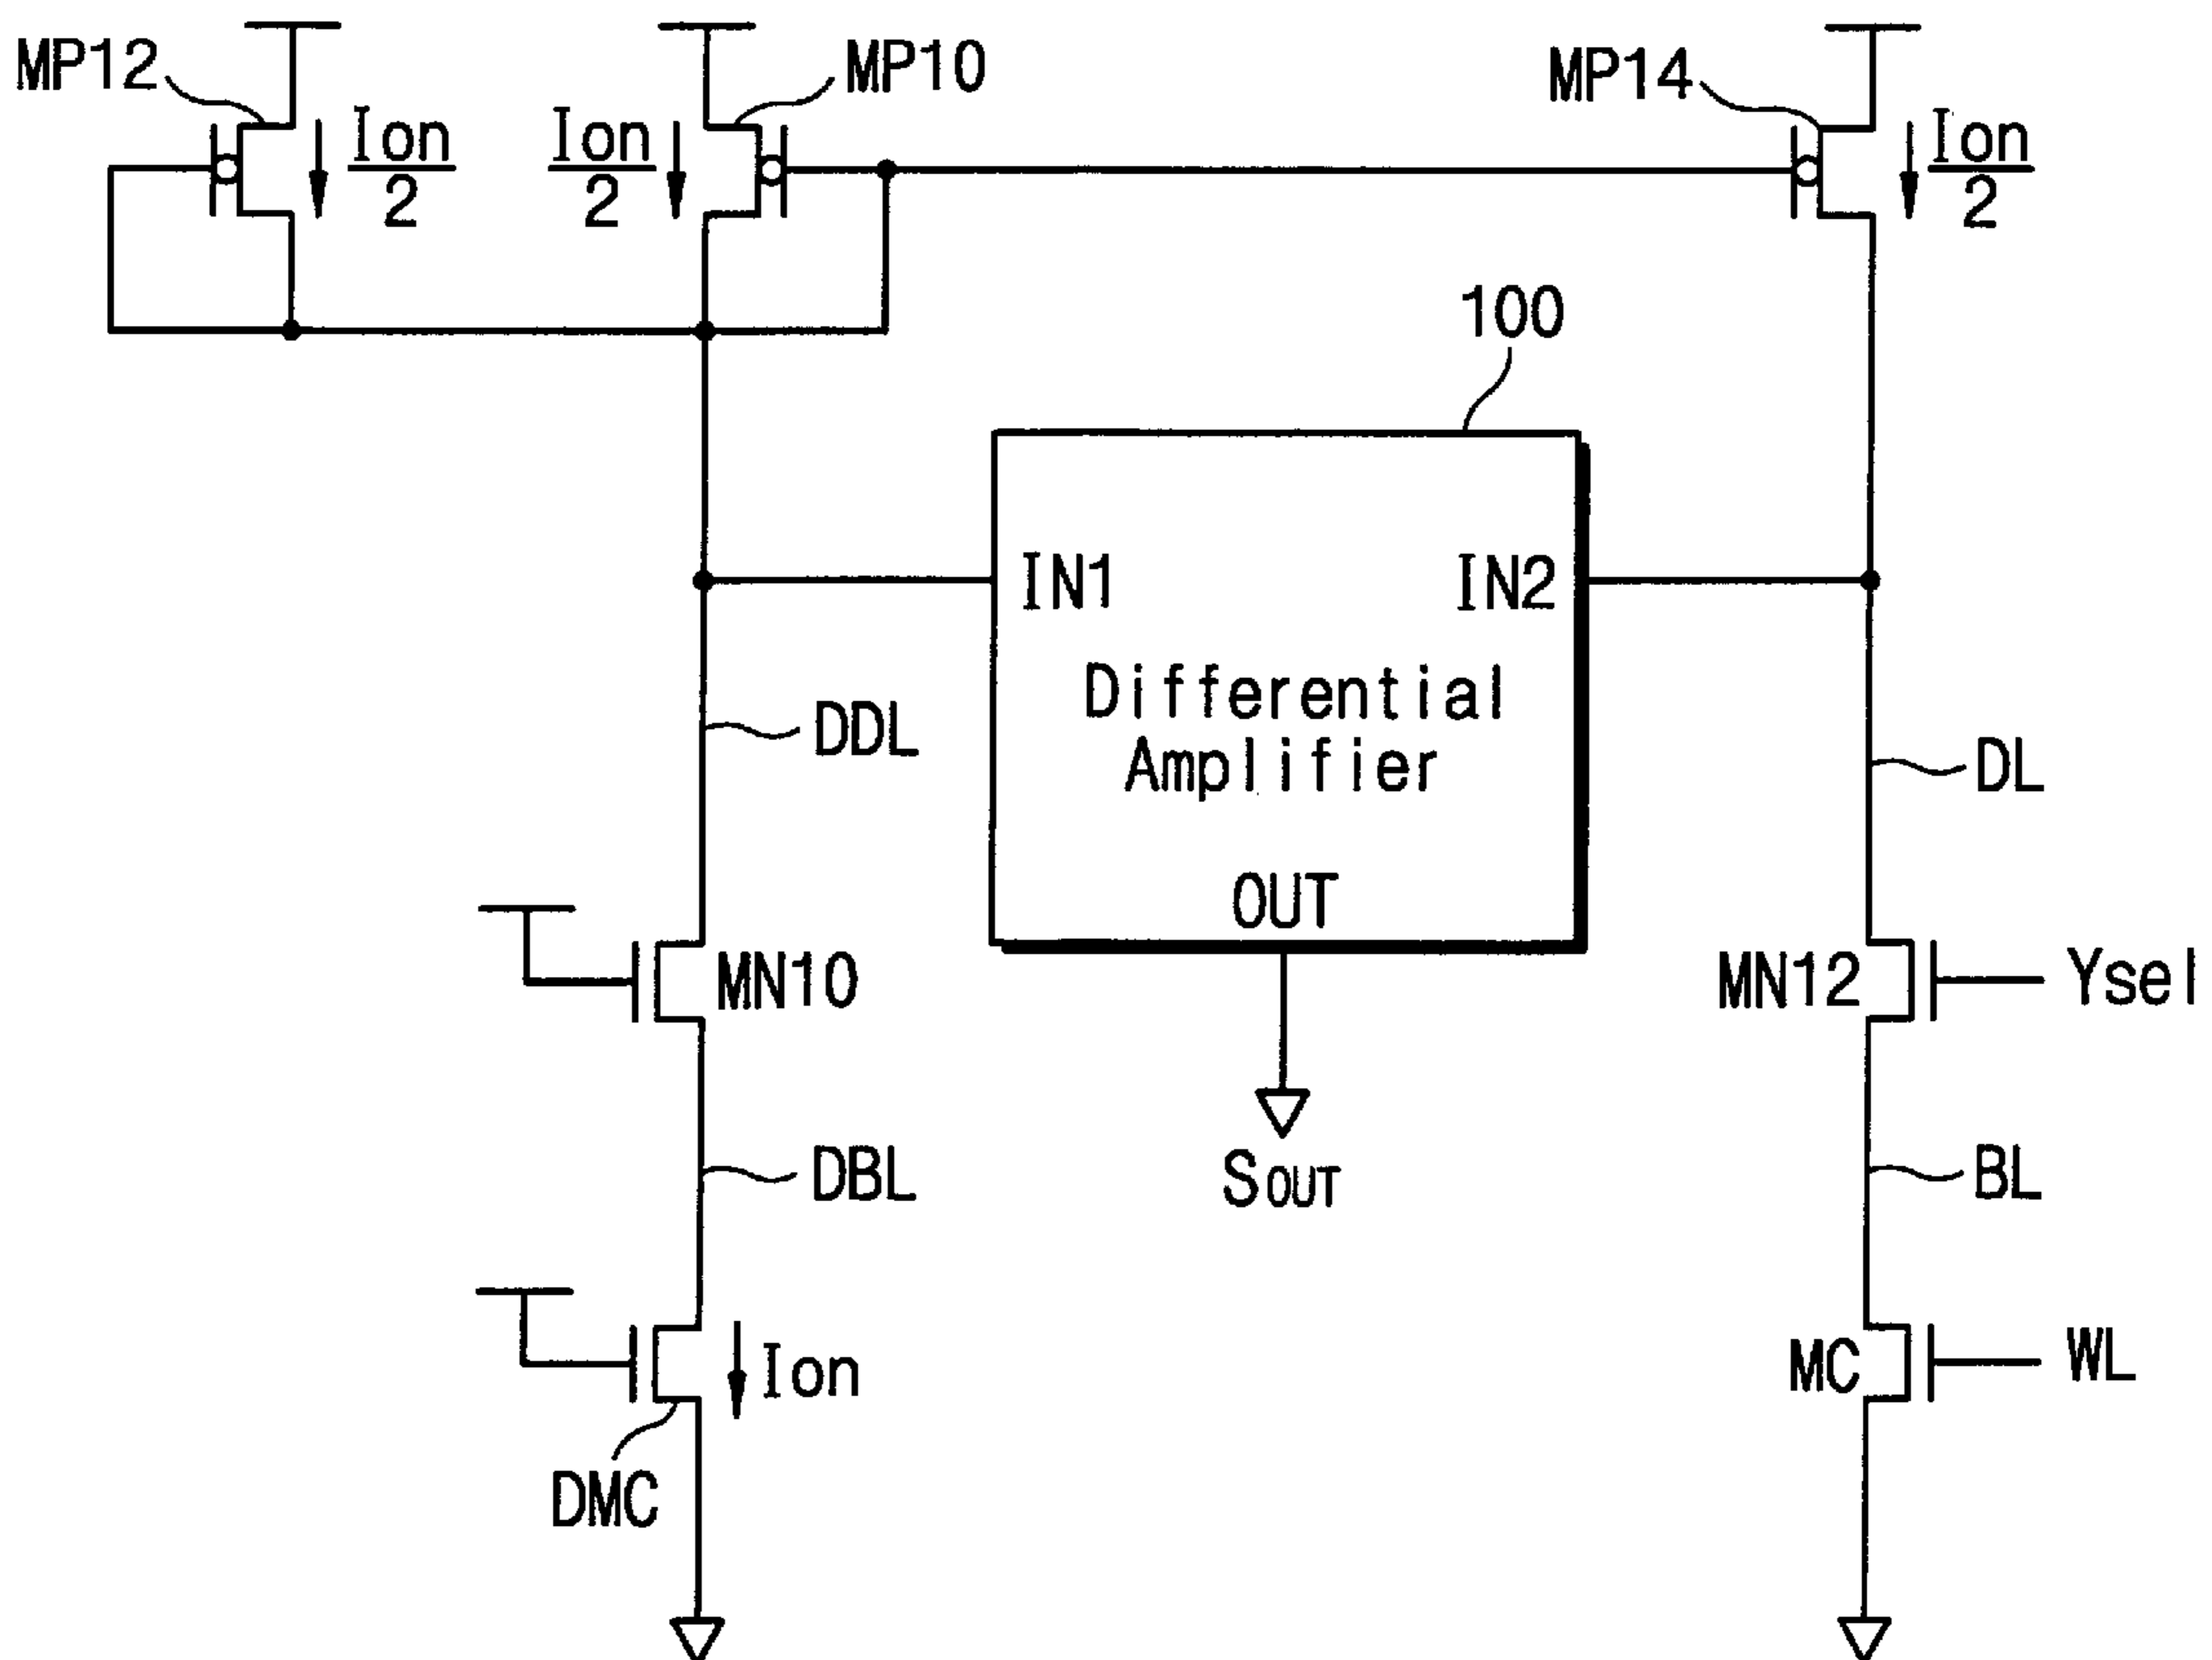 MP12
MP10
MP14
Ion
2
Ion
2
Ion
2
100
IN1
IN2
Differential
Amplifier
OUT
DDL
DL
MN10
MN12
Ysel
SOUT
DBL
BL
Ion
MC
WL
DMC